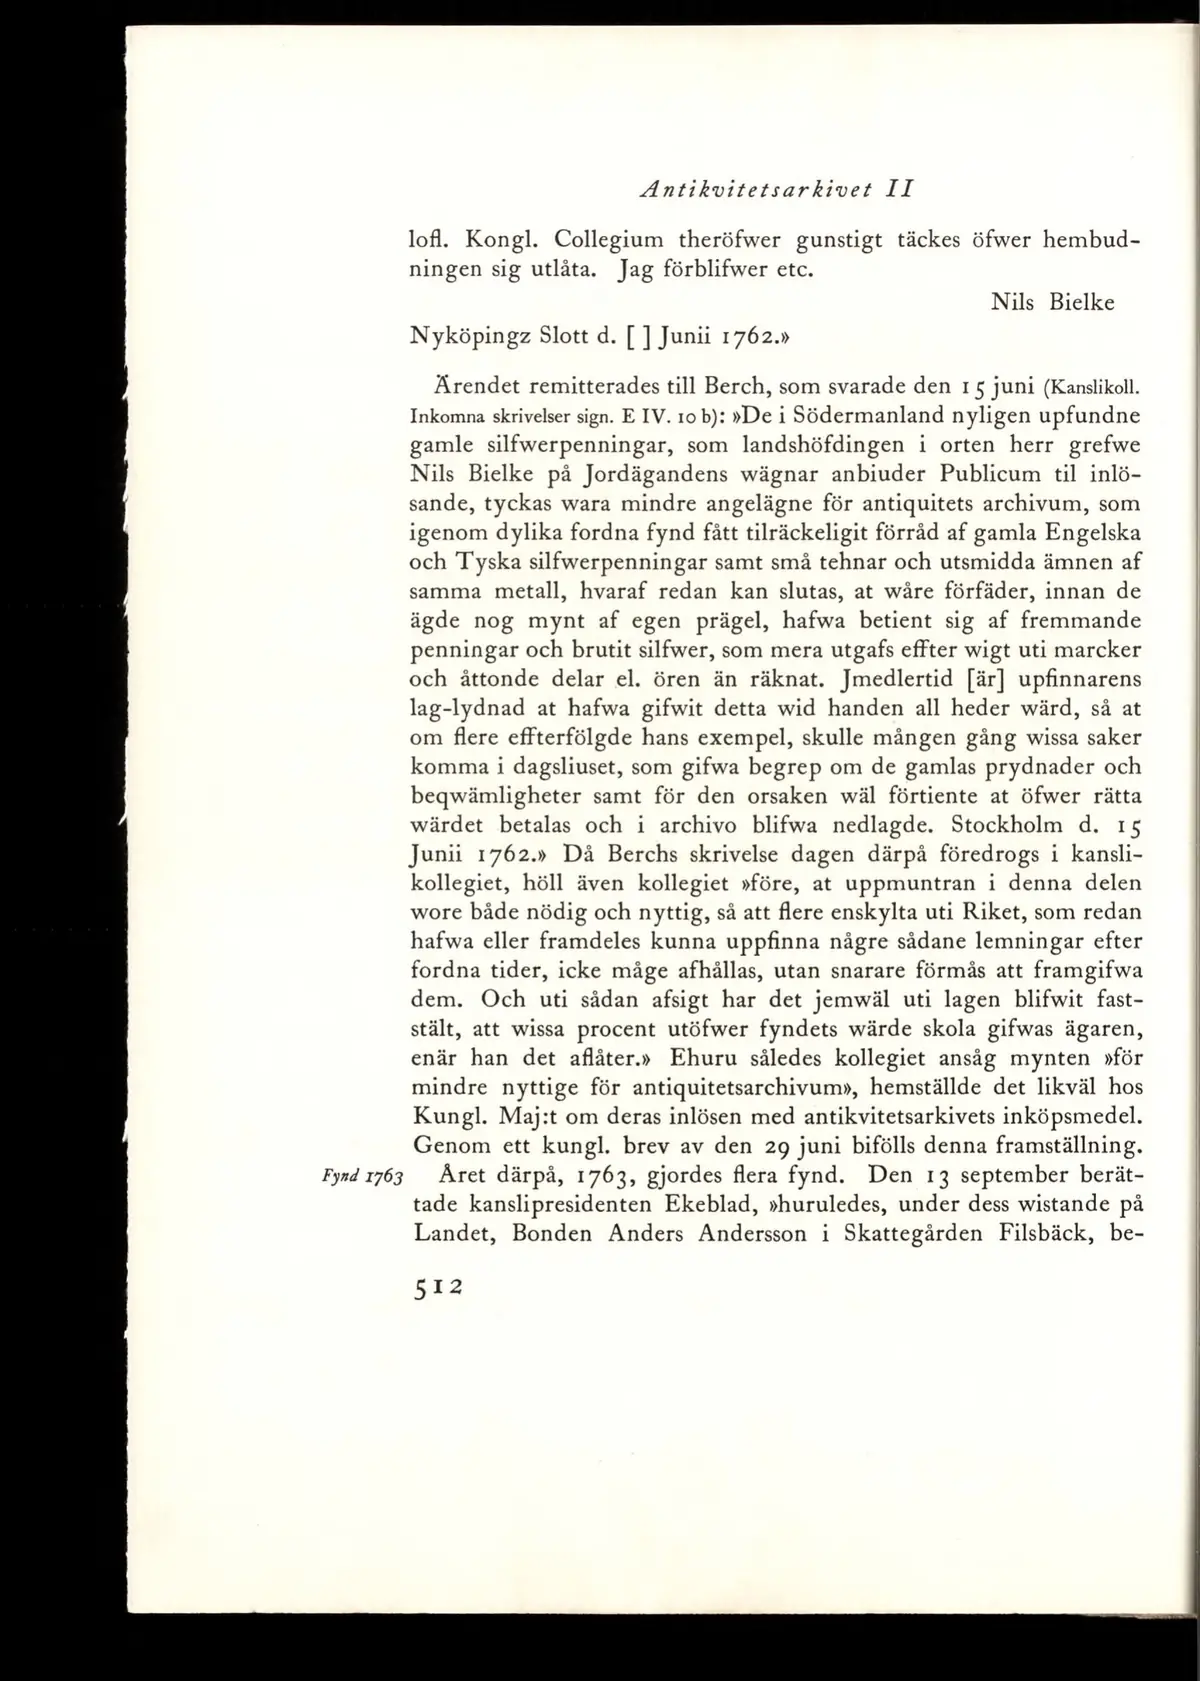 Antikvitetsarkivet II
lofl. Kongl. Collegium theröfwer gunstigt täckes öfwer hembud-
ningen sig utlåta. Jag förblifwer etc.
Nils Bielke
Nyköpingz Slott d. [ ] Junii 1762.»
Ärendet remitterades till Berch, som svarade den 15 juni (Kanslikoll.
Inkomna skrivelser sign. E IV. 10 b): »De i Södermanland nyligen upfundne
gamle silfwerpenningar, som landshöfdingen i orten herr grefwe
Nils Bielke på Jordägandens wägnar anbiuder Publicum til inlö-
sande, tyckas wara mindre angelägne för antiquitets archivum, som
igenom dylika fordna fynd fått tilräckeligit förråd af gamla Engelska
och Tyska silfwerpenningar samt små tehnar och utsmidda ämnen af
samma metall, hvaraf redan kan slutas, at wåre förfäder, innan de
ägde nog mynt af egen prägel, hafwa betient sig af fremmande
penningar och brutit silfwer, som mera utgafs effter wigt uti marcker
och åttonde delar el. ören än räknat. Jmedlertid [är] upfinnarens
lag-lydnad at hafwa gifwit detta wid handen all heder wärd, så at
om flere effterfölgde hans exempel, skulle mången gång wissa saker
komma i dagsliuset, som gifwa begrep om de gamlas prydnader och
beqwämligheter samt för den orsaken wäl förtiente at öfwer rätta
wärdet betalas och i archivo blifwa nedlagde. Stockholm d. 15
Junii 1762.» Då Berchs skrivelse dagen därpå föredrogs i kansli-
kollegiet, höll även kollegiet »före, at uppmuntran i denna delen
wore både nödig och nyttig, så att flere enskylta uti Riket, som redan
hafwa eller framdeles kunna uppfinna någre sådane lemningar efter
fordna tider, icke måge afhållas, utan snarare förmås att framgifwa
dem. Och uti sådan afsigt har det jemwäl uti lagen blifwit fast-
stält, att wissa procent utöfwer fyndets wärde skola gifwas ägaren,
enär han det aflåter.» Ehuru således kollegiet ansåg mynten »för
mindre nyttige för antiquitetsarchivum», hemställde det likväl hos
Kungl. Maj:t om deras inlösen med antikvitetsarkivets inköpsmedel.
Genom ett kungl. brev av den 29 juni bifölls denna framställning.
Fynd 1763 Året därpå, 1763, gjordes flera fynd. Den 13 september berät-
tade kanslipresidenten Ekeblad, »huruledes, under dess wistande på
Landet, Bonden Anders Andersson i Skattegården Filsbäck, be-
512